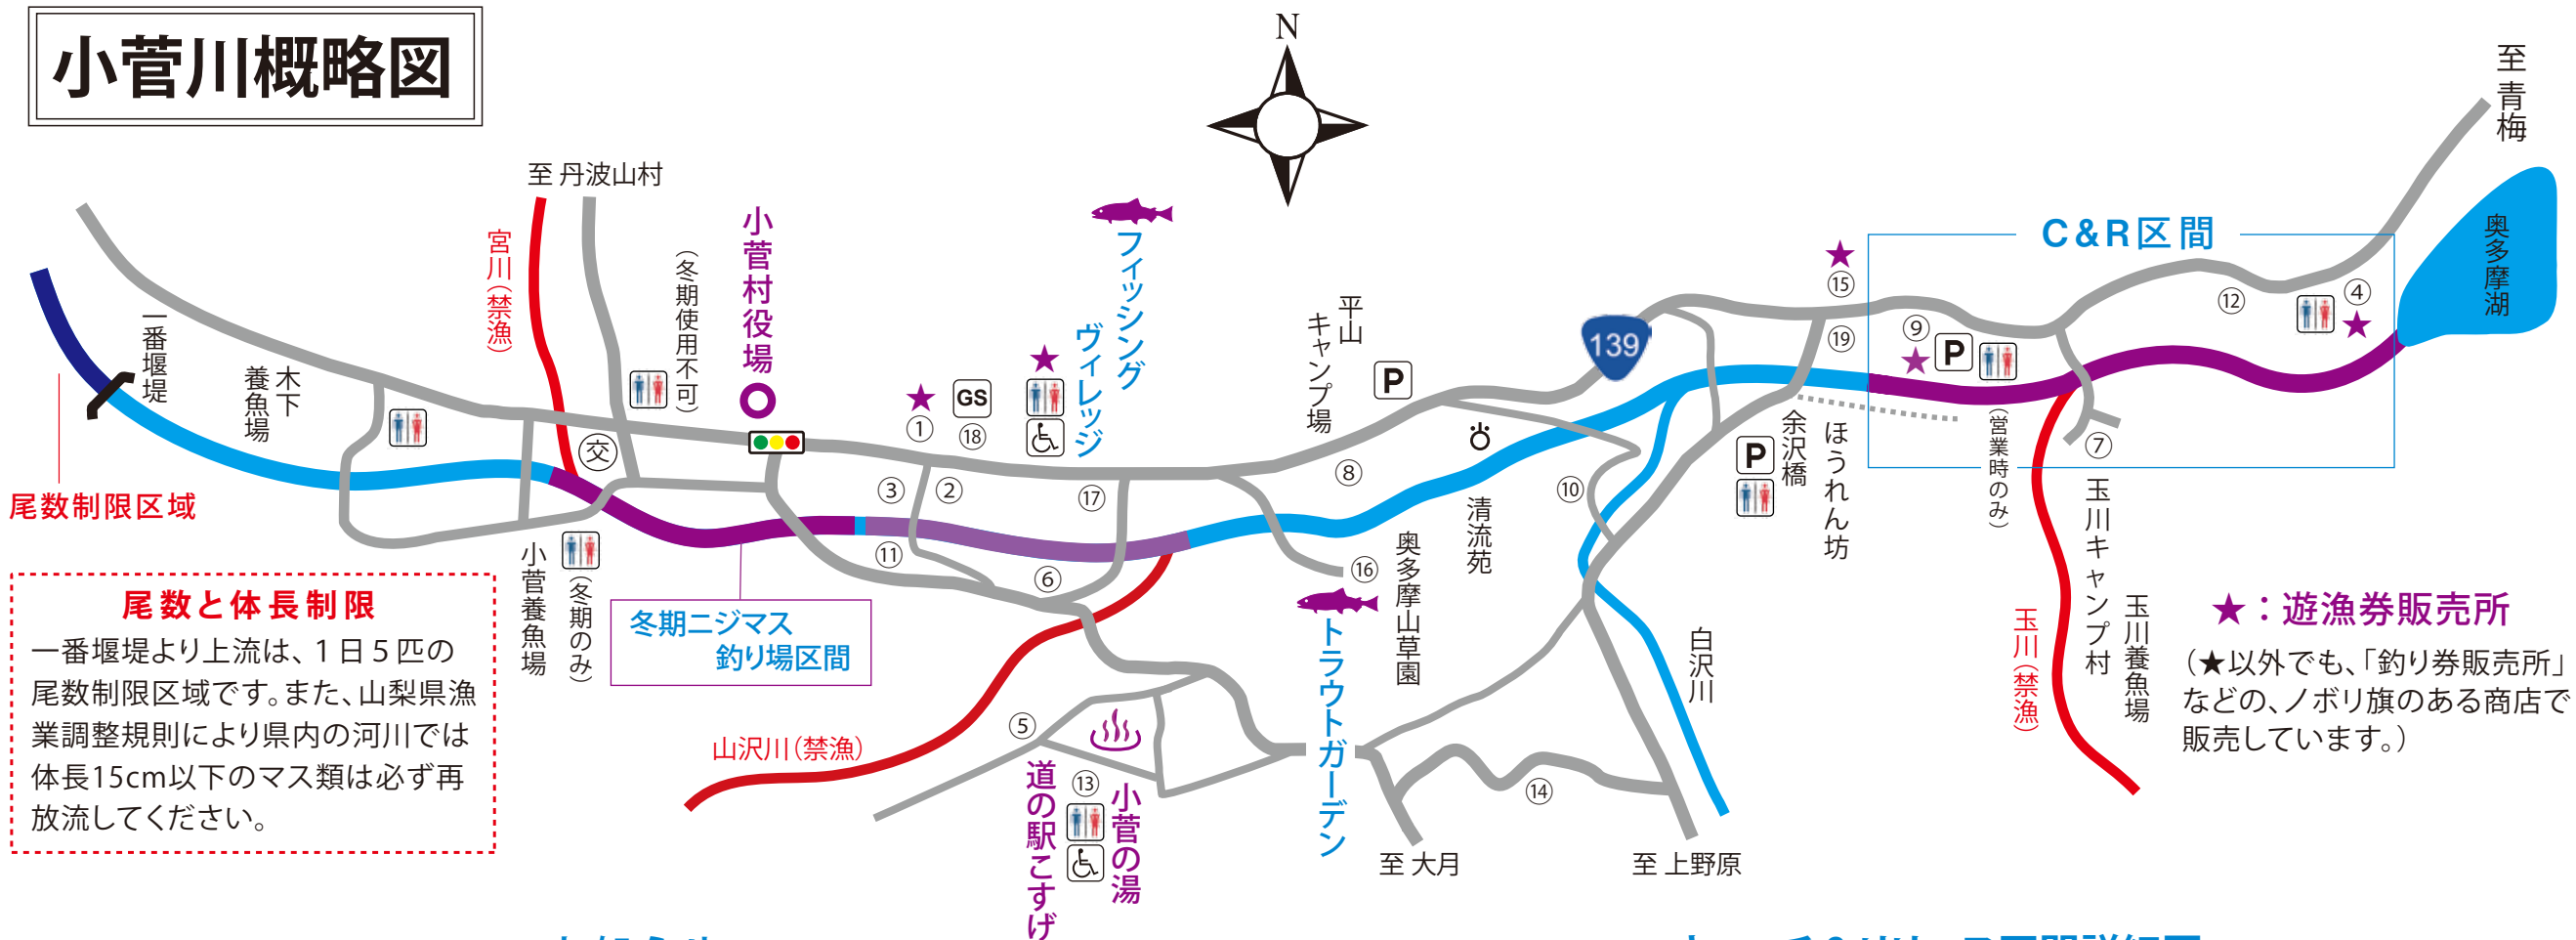 小菅川概略図
N
至 青梅
至 丹波山村
宮川（禁漁）
（冬期使用不可）
小菅村役場
フィッシング
ヴィレッジ
平山
キャンプ場
P
139
⑮
C&R区間
奥多摩湖
④
⑫
⑲
⑨
P
（営業時のみ）
⑦
一番堰堤
木下
養魚場
尾数制限区域
交
①
GS
⑱
③
②
⑰
⑧
⑪
⑥
⑯
⑩
清流苑
奥多摩山草園
P
余沢橋
ほうれん坊
玉川キャンプ村
玉川養魚場
玉川（禁漁）
白沢川
小菅養魚場
（冬期のみ）
冬期ニジマス
釣り場区間
尾数と体長制限
一番堰堤より上流は、1日5匹の
尾数制限区域です。また、山梨県漁
業調整規則により県内の河川では
体長15cm以下のマス類は必ず再
放流してください。
★：遊漁券販売所
（★以外でも、「釣り券販売所」
などの、ノボリ旗のある商店で
販売しています。）
山沢川（禁漁）
⑤
⑬
道の駅こすげ
小菅の湯
トラウトガーデン
⑭
至 大月
至 上野原